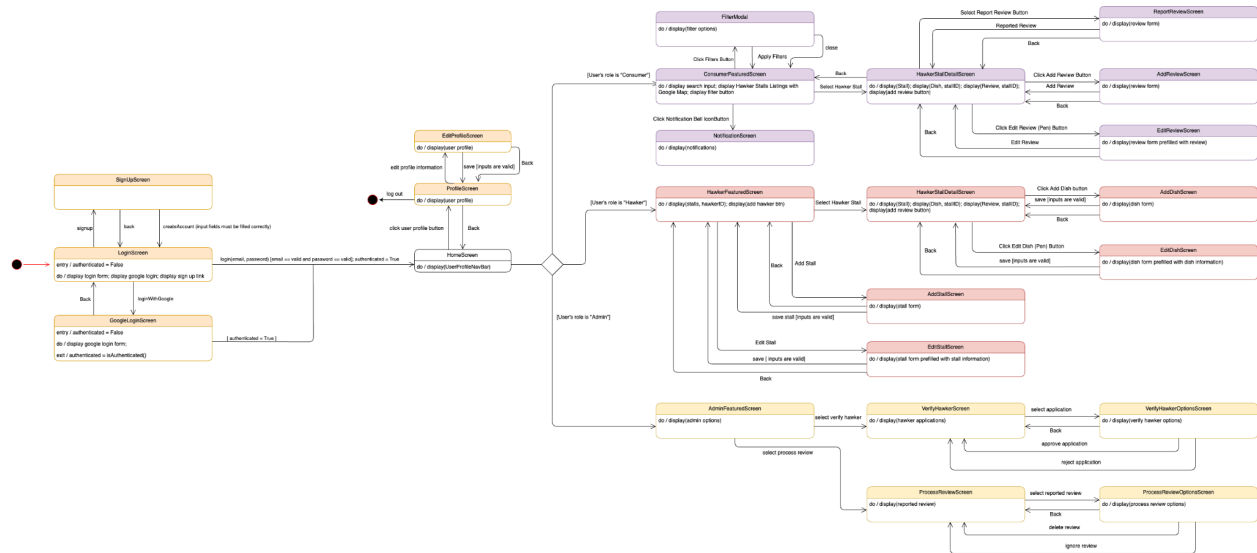 FilterModal
do / display(filter options)
close
Click Filters Button
Apply Filters
[User's role is "Consumer"]
ConsumerFeaturedScreen
do / display search input; display Hawker Stalls Listings with
Google Map; display filter button
Back
Select Hawker Stall
Click Notification Bell IconButton
NotificationScreen
do / display(notifications)
HawkerStallDetailScreen
do / display(Stall); display(Dish, stallID); display(Review, stallID);
display(add review button)
Select Report Review Button
Reported Review
Back
ReportReviewScreen
do / display(review form)
Click Add Review Button
Add Review
Back
AddReviewScreen
do / display(review form)
Click Edit Review (Pen) Button
Edit Review
Back
EditReviewScreen
do / display(review form prefilled with review)
EditProfileScreen
do / display(user profile)
edit profile information
save [inputs are valid]
Back
ProfileScreen
do / display(user profile)
log out
click user profile button
Back
HomeScreen
do / display(UserProfileNavBar)
SignUpScreen
signup
back
createAccount (input fields must be filled correctly)
LoginScreen
entry / authenticated = False
do / display login form; display google login; display sign up link
login(email, password) [email == valid and password == valid]; authenticated = True
Back
loginWithGoogle
GoogleLoginScreen
entry / authenticated = False
do / display google login form;
exit / authenticated = isAuthenticated()
[ authenticated = True ]
[User's role is "Hawker"]
HawkerFeaturedScreen
do / display(stalls, hawkerID); display(add hawker btn)
Select Hawker Stall
HawkerStallDetailScreen
do / display(Stall); display(Dish, stallID); display(Review, stallID);
display(add review button)
Click Add Dish button
save [inputs are valid]
Back
AddDishScreen
do / display(dish form)
Click Edit Dish (Pen) Button
save [inputs are valid]
Back
EditDishScreen
do / display(dish form prefilled with dish information)
Add Stall
Back
save stall [inputs are valid]
AddStallScreen
do / display(stall form)
Edit Stall
save [ inputs are valid]
Back
EditStallScreen
do / display(stall form prefilled with stall information)
[User's role is "Admin"]
AdminFeaturedScreen
do / display(admin options)
select verify hawker
select process review
VerifyHawkerScreen
do / display(hawker applications)
select application
Back
approve application
reject application
VerifyHawkerOptionsScreen
do / display(verify hawker options)
ProcessReviewScreen
do / display(reported review)
select reported review
Back
delete review
ignore review
ProcessReviewOptionsScreen
do / display(process review options)